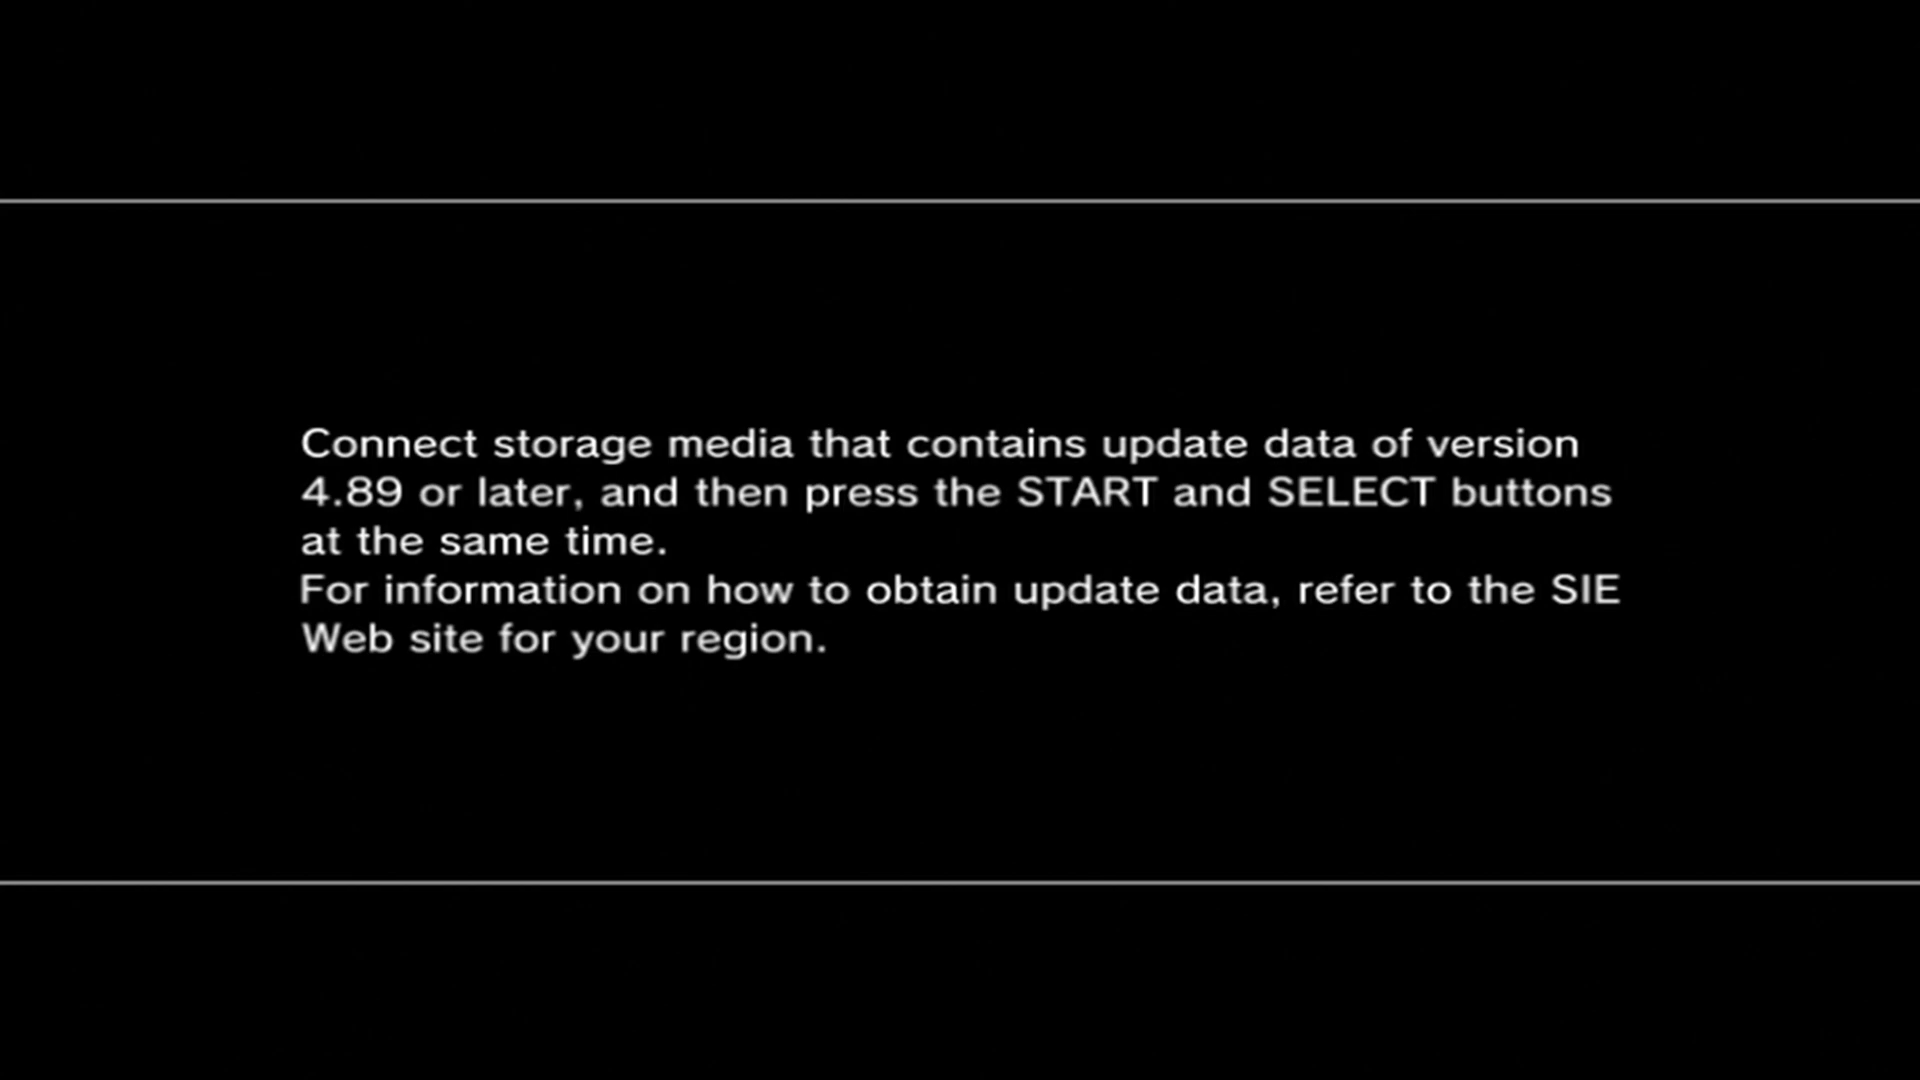 Connect storage media that contains update data of version
4.89 or later, and then press the START and SELECT buttons
at the same time.
For information on how to obtain update data, refer to the SIE
Web site for your region.